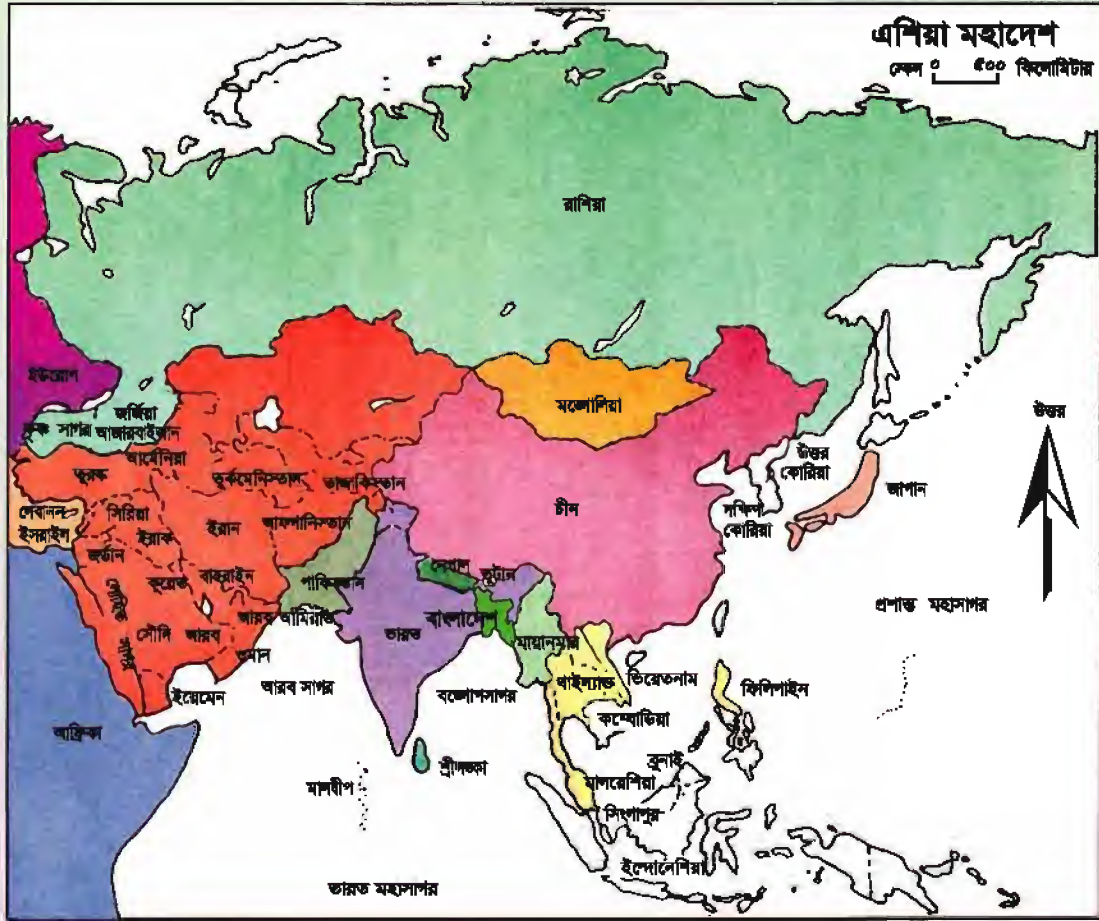 এশিয়া মহাদেশ
স্কেল ০ ৫০০ কিলোমিটার
রাশিয়া
ইউরোপ
মঙ্গোলিয়া
জর্জিয়া
কৃষ্ণ সাগর আজারবাইজান
আর্মেনিয়া
উত্তর
উত্তর
কোরিয়া
তুরস্ক
তুর্কমেনিস্তান
তাজাকিস্তান
জাপান
চীন
লেবানন
ইসরাইল
সিরিয়া
ইরাক
ইরান
আফগানিস্তান
দক্ষিণ
কোরিয়া
জর্ডান
কুয়েত
বাহরাইন
পাকিস্তান
নেপাল
ভুটান
প্রশান্ত মহাসাগর
লোহিত সাগর
সৌদি আরব
আরব আমিরাত
ওমান
ভারত
বাংলাদেশ
মায়ানমার
ইয়েমেন
আরব সাগর
বঙ্গোপসাগর
থাইল্যান্ড
ভিয়েতনাম
ফিলিপাইন
কম্বোডিয়া
আফ্রিকা
শ্রীলঙ্কা
ব্রুনাই
মালদ্বীপ
মালয়েশিয়া
সিংগাপুর
ইন্দোনেশিয়া
ভারত মহাসাগর